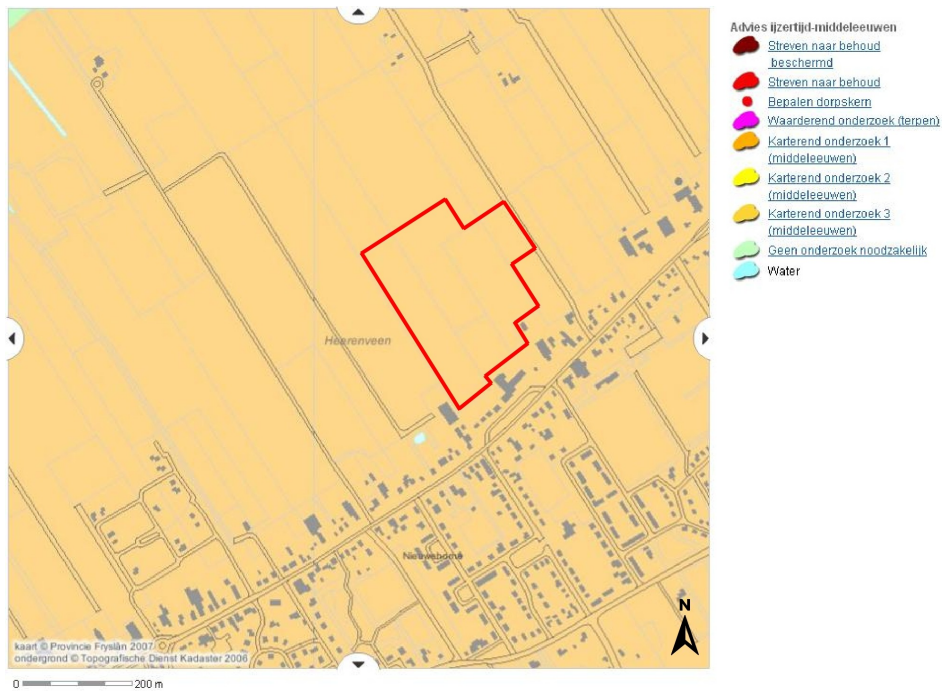 Advies ijzertijd-middeleeuwen
Streven naar behoud
beschermd
Streven naar behoud
Bepalen dorpskern
Waarderend onderzoek (terpen)
Karterend onderzoek 1
(middeleeuwen)
Karterend onderzoek 2
(middeleeuwen)
Karterend onderzoek 3
(middeleeuwen)
Geen onderzoek noodzakelijk
Water
Heerenveen
Nieuwehorne
N
kaart © Provincie Fryslân 2007
ondergrond © Topografische Dienst Kadaster 2006
0 200 m